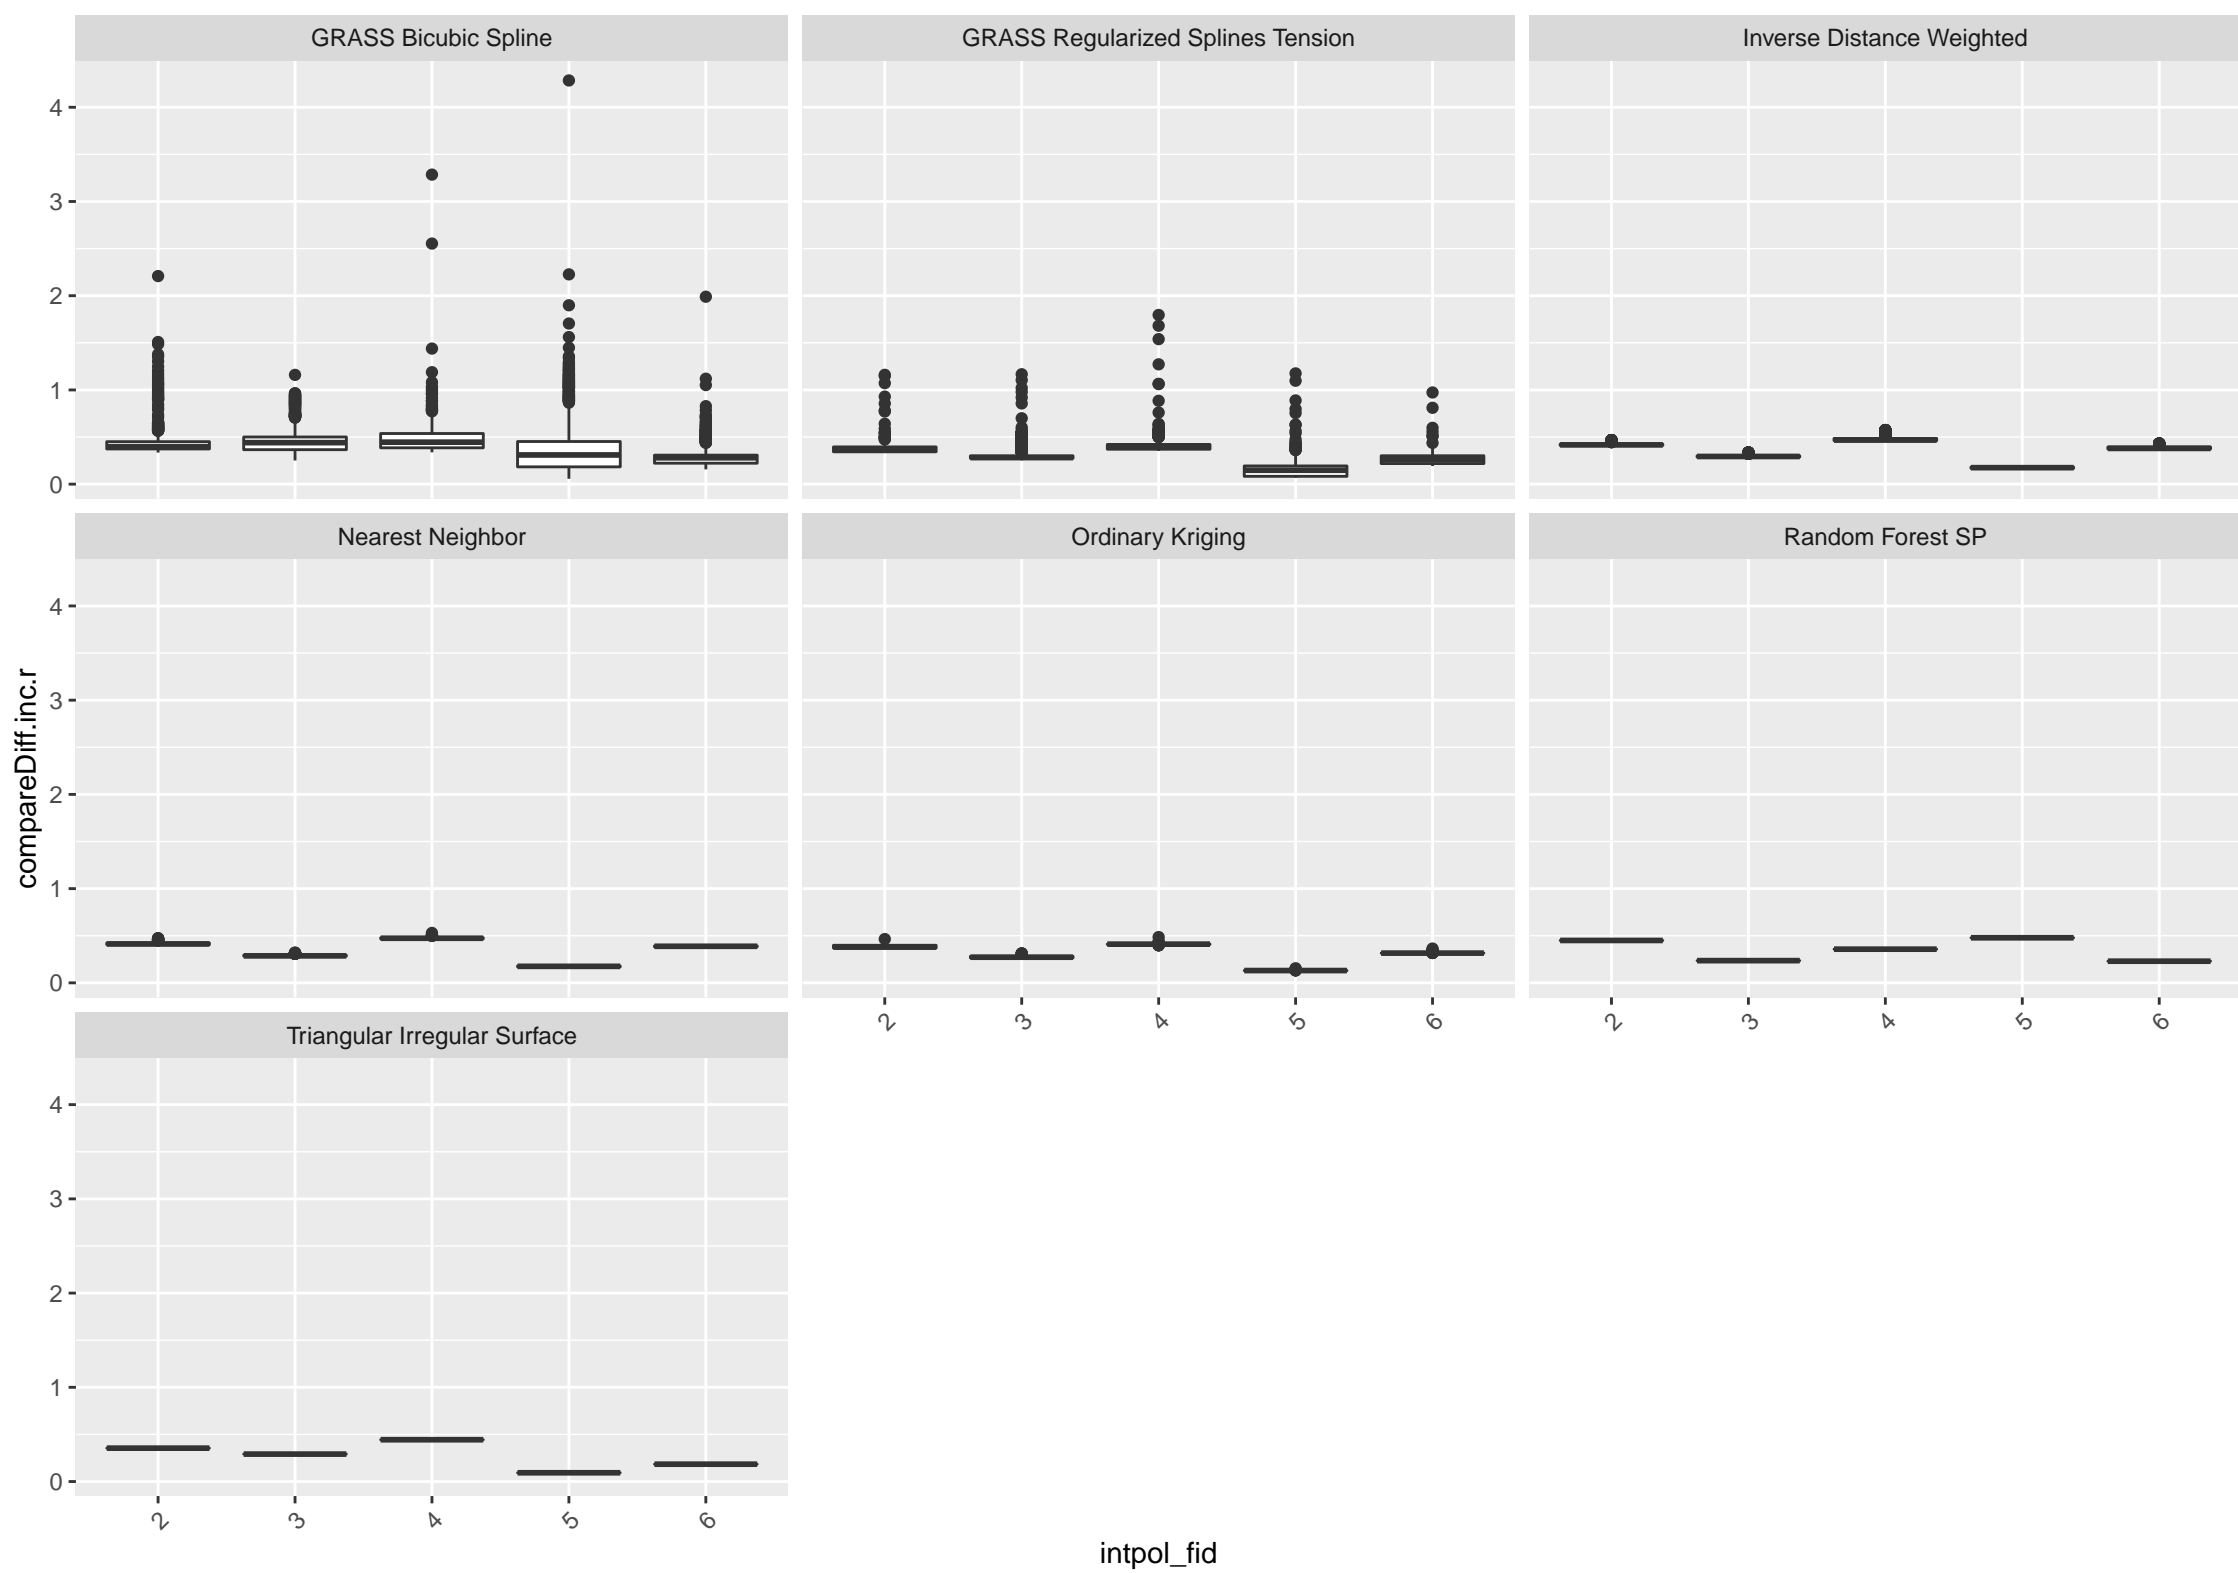 GRASS Bicubic Spline
GRASS Regularized Splines Tension
Inverse Distance Weighted
4
3
2
1
0
Nearest Neighbor
Ordinary Kriging
Random Forest SP
4
3
2
1
0
2 3 4 5 6
2 3 4 5 6
Triangular Irregular Surface
4
3
2
1
0
2 3 4 5 6
compareDiff.inc.r
intpol_fid